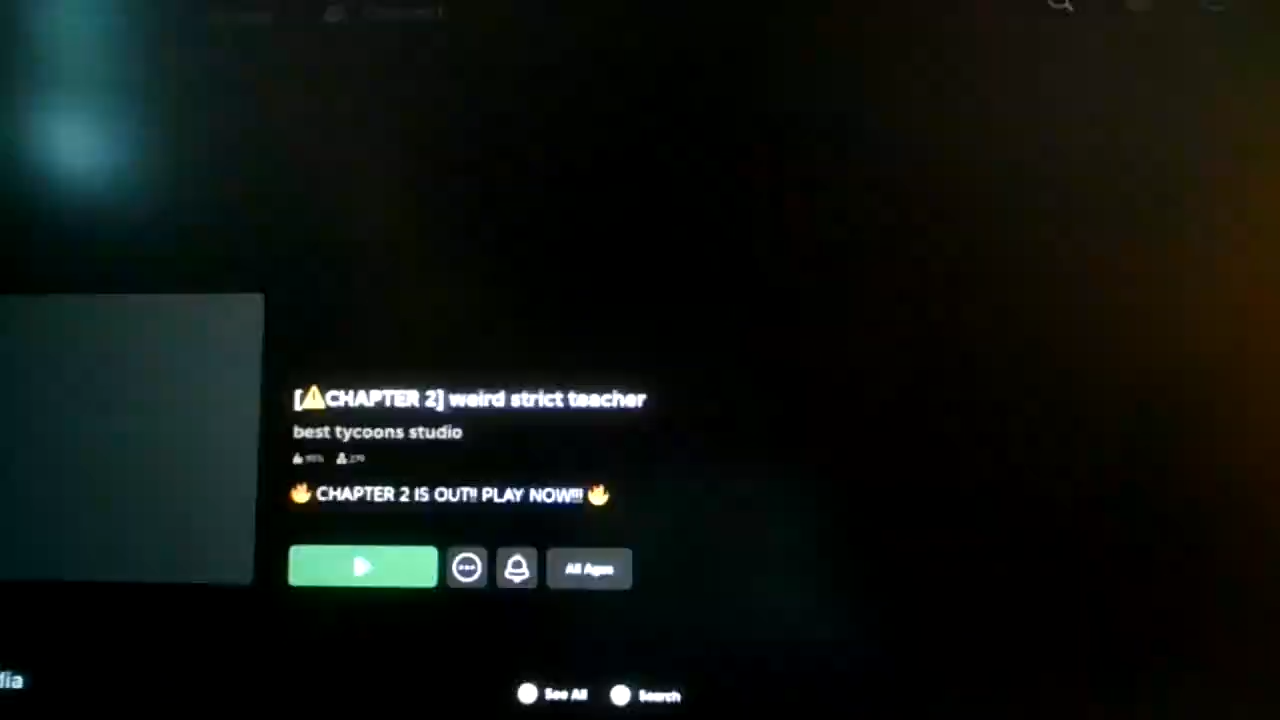 [⚠️CHAPTER 2] weird strict teacher
best tycoons studio
🔥 CHAPTER 2 IS OUT!! PLAY NOW!!! 🔥
All Ages
See All Search